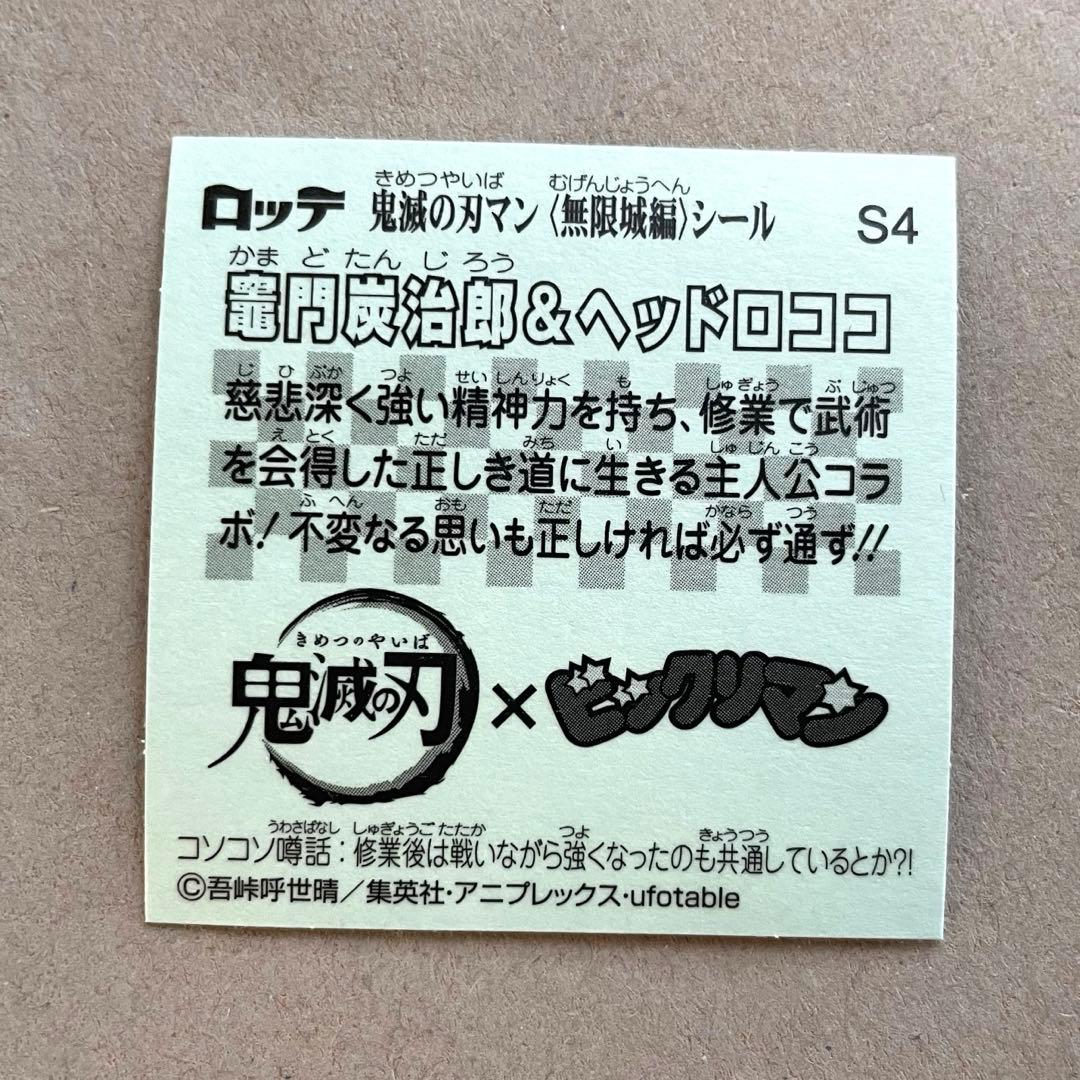 きめつやいば むげんじょうへん
ロッテ 鬼滅の刃マン〈無限城編〉シール S4
かまどたんじろう
竈門炭治郎&ヘッドロココ
じひぶか つよ せいしんりょく も しゅぎょう ぶじゅつ
慈悲深く強い精神力を持ち、修業で武術
えとく ただ みち い しゅじんこう
を会得した正しき道に生きる主人公コラ
ふへん おも ただ かなら つう
ボ!不変なる思いも正しければ必ず通ず!!
きめつのやいば
鬼滅の刃 × ビックリマン
うわさばなし しゅぎょうごたたか つよ きょうつう
コソコソ噂話:修業後は戦いながら強くなったのも共通しているとか?!
©吾峠呼世晴/集英社・アニプレックス・ufotable